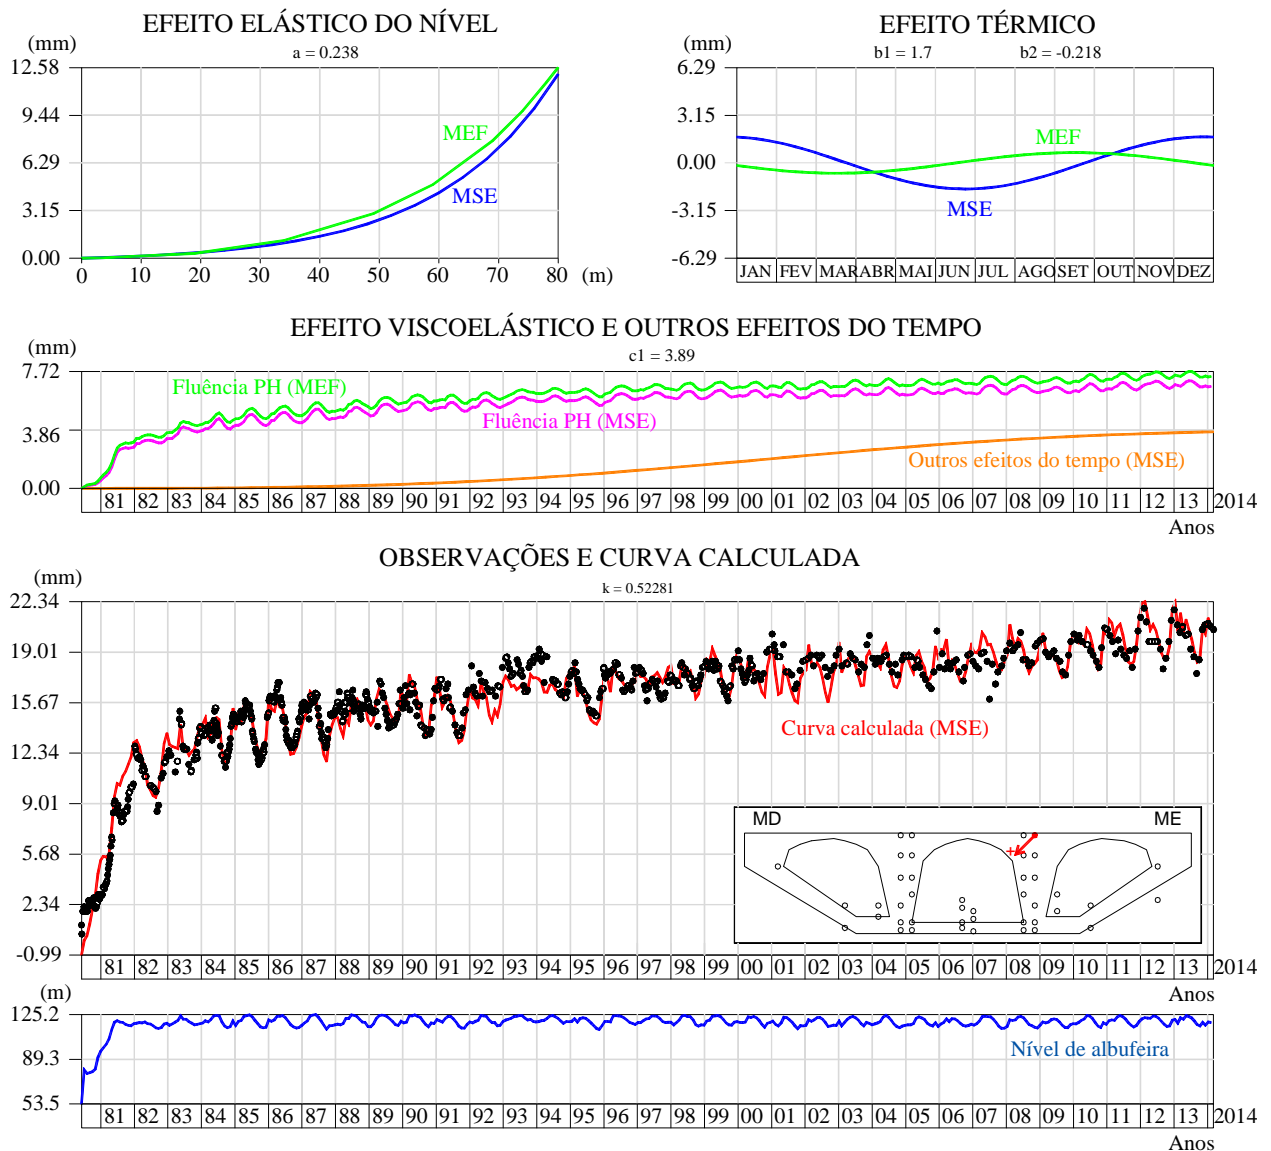 EFEITO ELÁSTICO DO NÍVEL
(mm)
a = 0.238
12.58
9.44
6.29
3.15
0.00
MEF
MSE
0 10 20 30 40 50 60 70 80 (m)
EFEITO TÉRMICO
(mm)
b1 = 1.7 b2 = -0.218
6.29
3.15
0.00
-3.15
-6.29
MEF
MSE
JAN FEV MAR ABR MAI JUN JUL AGO SET OUT NOV DEZ
EFEITO VISCOELÁSTICO E OUTROS EFEITOS DO TEMPO
(mm)
c1 = 3.89
7.72
3.86
0.00
Fluência PH (MEF)
Fluência PH (MSE)
Outros efeitos do tempo (MSE)
81 82 83 84 85 86 87 88 89 90 91 92 93 94 95 96 97 98 99 00 01 02 03 04 05 06 07 08 09 10 11 12 13 2014
Anos
OBSERVAÇÕES E CURVA CALCULADA
(mm)
k = 0.52281
22.34
19.01
15.67
12.34
9.01
5.68
2.34
-0.99
Curva calculada (MSE)
MD ME
81 82 83 84 85 86 87 88 89 90 91 92 93 94 95 96 97 98 99 00 01 02 03 04 05 06 07 08 09 10 11 12 13 2014
Anos
(m)
125.2
89.3
53.5
Nível de albufeira
81 82 83 84 85 86 87 88 89 90 91 92 93 94 95 96 97 98 99 00 01 02 03 04 05 06 07 08 09 10 11 12 13 2014
Anos